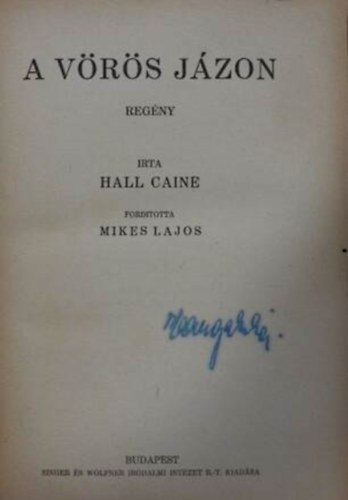 A VÖRÖS JÁZON
REGÉNY
IRTA
HALL CAINE
FORDITOTTA
MIKES LAJOS
BUDAPEST
SINGER ÉS WOLFNER IRODALMI INTÉZET R.-T. KIADÁSA